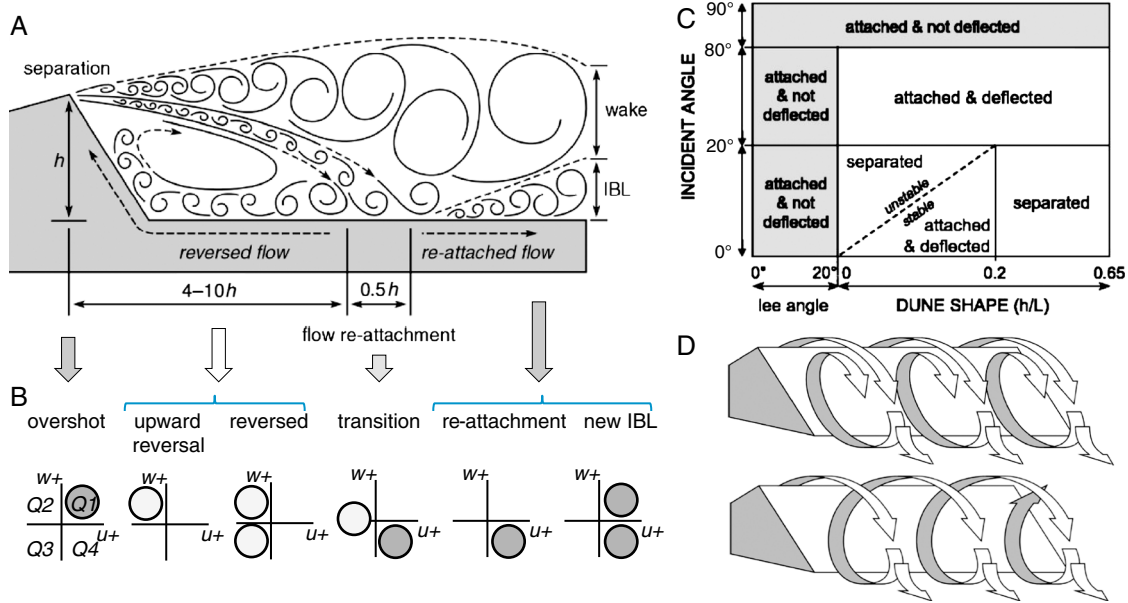 A
separation
h
wake
IBL
reversed flow
re-attached flow
4–10h
0.5h
flow re-attachment
B
overshot
upward
reversal
reversed
transition
re-attachment
new IBL
w+
Q2
Q1
u+
Q3
Q4
w+
u+
w+
u+
w+
u+
w+
u+
w+
u+
C
90°
80°
20°
0°
INCIDENT ANGLE
attached & not deflected
attached
& not
deflected
attached & deflected
attached
& not
deflected
separated
unstable
stable
attached
& deflected
separated
0°
20°
0
0.2
0.65
lee angle
DUNE SHAPE (h/L)
D